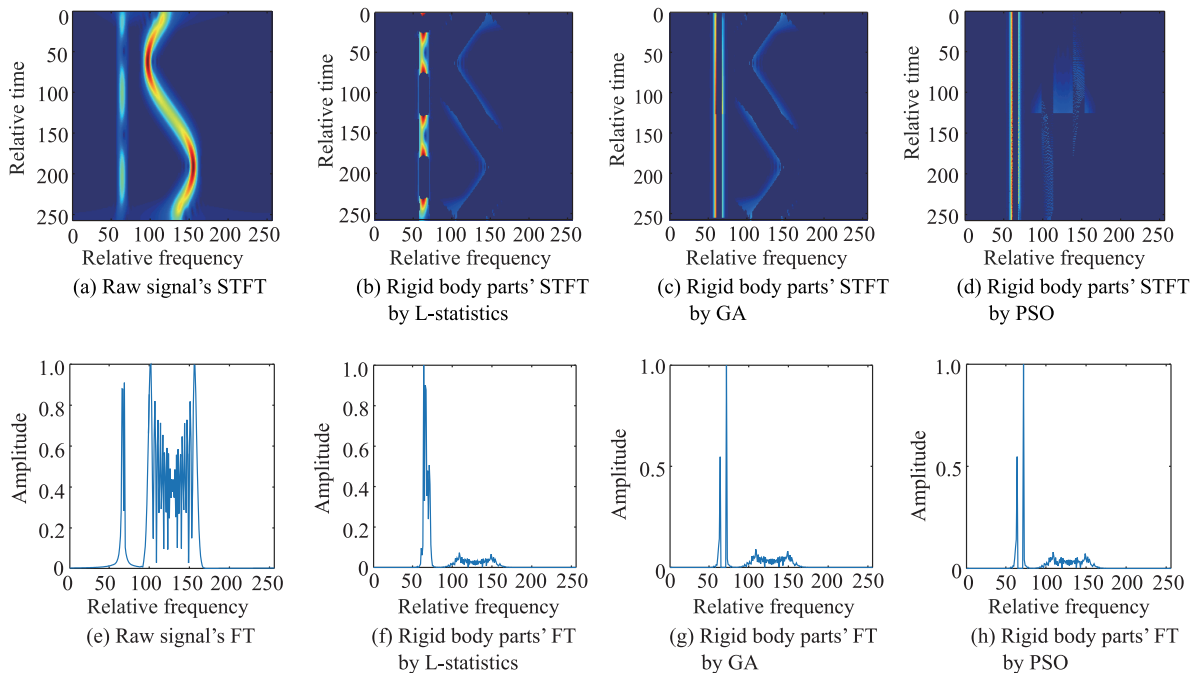 Relative time
0
50
100
150
200
250
0 50 100 150 200 250
Relative frequency
(a) Raw signal's STFT
Relative time
0
50
100
150
200
250
0 50 100 150 200 250
Relative frequency
(b) Rigid body parts' STFT
by L-statistics
Relative time
0
50
100
150
200
250
0 50 100 150 200 250
Relative frequency
(c) Rigid body parts' STFT
by GA
Relative time
0
50
100
150
200
250
0 50 100 150 200 250
Relative frequency
(d) Rigid body parts' STFT
by PSO
Amplitude
1.0
0.8
0.6
0.4
0.2
0
0 50 100 150 200 250
Relative frequency
(e) Raw signal's FT
Amplitude
1.0
0.8
0.6
0.4
0.2
0
0 50 100 150 200 250
Relative frequency
(f) Rigid body parts' FT
by L-statistics
Amplitude
1.0
0.5
0
0 50 100 150 200 250
Relative frequency
(g) Rigid body parts' FT
by GA
Amplitude
1.0
0.5
0
0 50 100 150 200 250
Relative frequency
(h) Rigid body parts' FT
by PSO